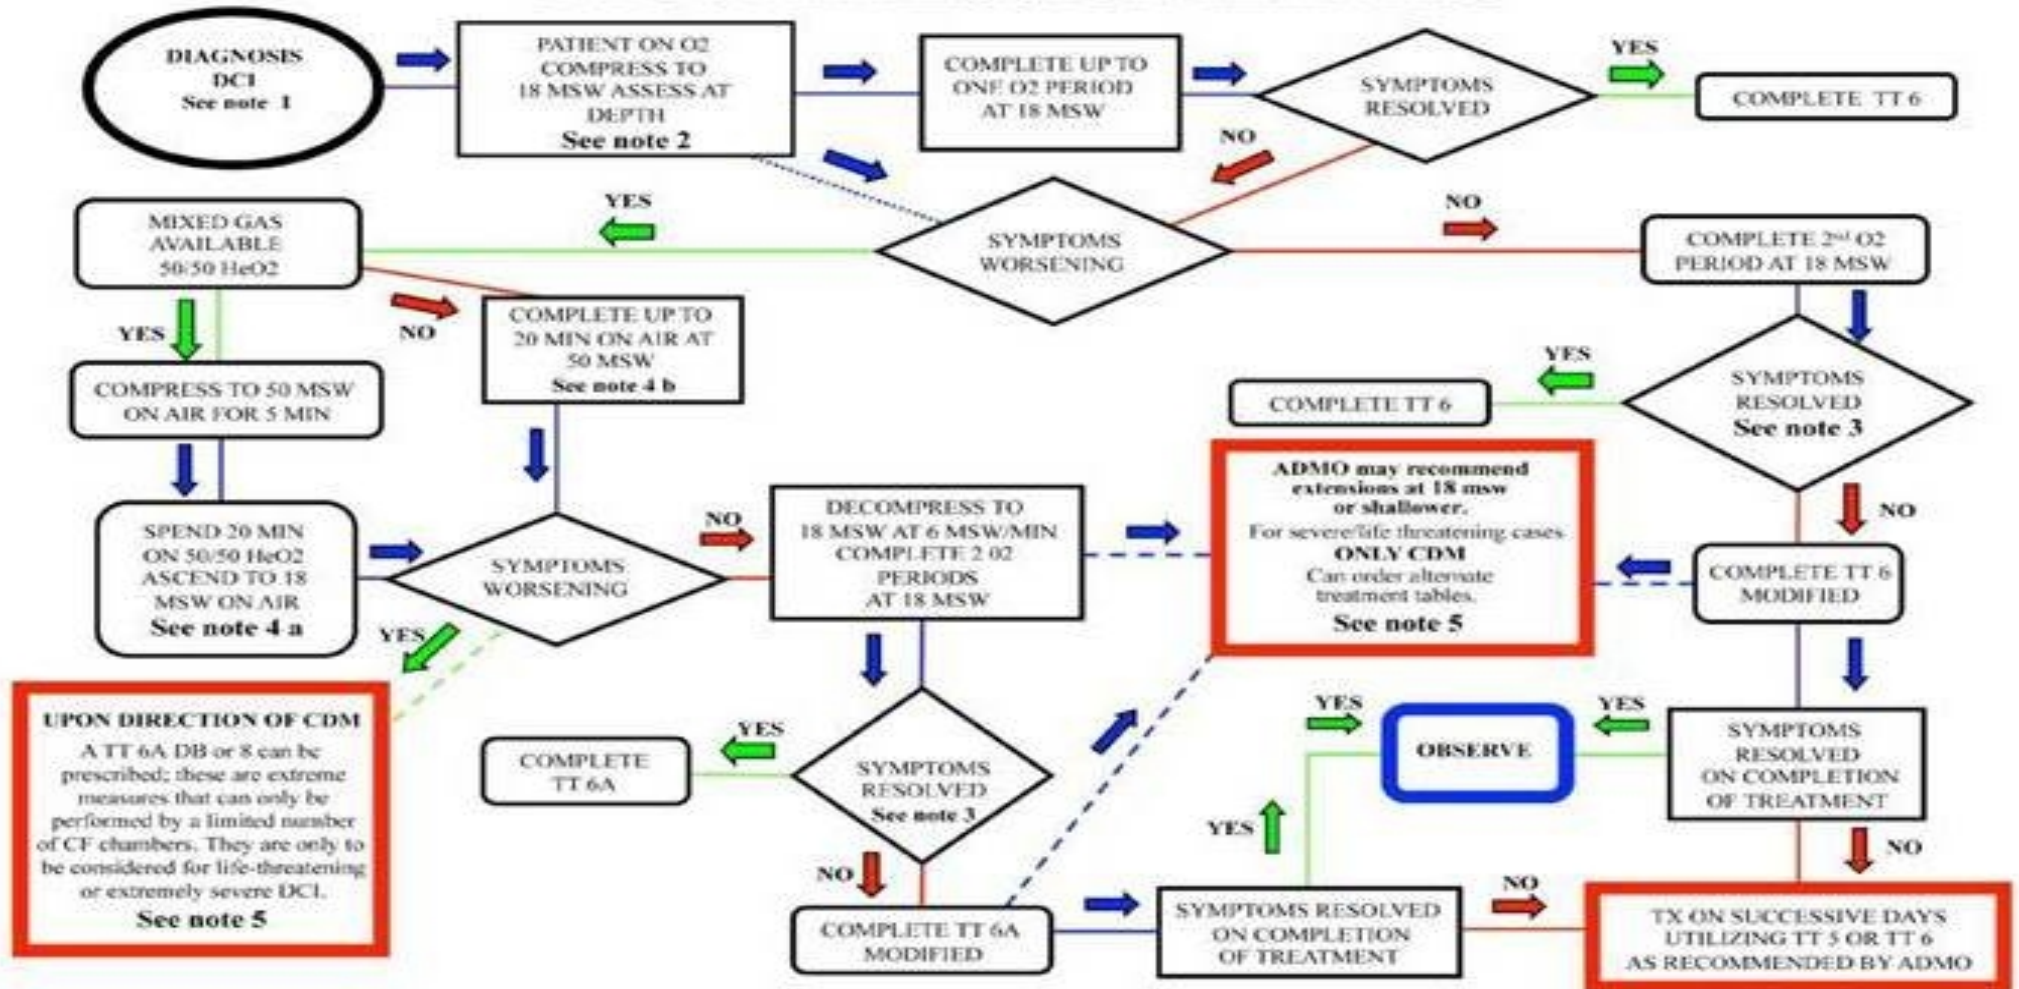 DIAGNOSIS
DCI
See note 1
PATIENT ON O2
COMPRESS TO
18 MSW ASSESS AT
DEPTH
See note 2
COMPLETE UP TO
ONE O2 PERIOD
AT 18 MSW
SYMPTOMS
RESOLVED
YES
COMPLETE TT 6
NO
SYMPTOMS
WORSENING
YES
NO
MIXED GAS
AVAILABLE
50/50 HeO2
COMPLETE 2nd O2
PERIOD AT 18 MSW
YES
NO
COMPLETE UP TO
20 MIN ON AIR AT
50 MSW
See note 4 b
COMPRESS TO 50 MSW
ON AIR FOR 5 MIN
YES
COMPLETE TT 6
SYMPTOMS
RESOLVED
See note 3
NO
SPEND 20 MIN
ON 50/50 HeO2
ASCEND TO 18
MSW ON AIR
See note 4 a
SYMPTOMS
WORSENING
NO
YES
DECOMPRESS TO
18 MSW AT 6 MSW/MIN
COMPLETE 2 02
PERIODS
AT 18 MSW
ADMO may recommend
extensions at 18 msw
or shallower.
For severe/life threatening cases
ONLY CDM
Can order alternate
treatment tables.
See note 5
COMPLETE TT 6
MODIFIED
UPON DIRECTION OF CDM
A TT 6A DB or 8 can be
prescribed; these are extreme
measures that can only be
performed by a limited number
of CF chambers. They are only to
be considered for life-threatening
or extremely severe DCI.
See note 5
COMPLETE
TT 6A
YES
SYMPTOMS
RESOLVED
See note 3
NO
COMPLETE TT 6A
MODIFIED
YES
OBSERVE
YES
SYMPTOMS
RESOLVED
ON COMPLETION
OF TREATMENT
YES
NO
SYMPTOMS RESOLVED
ON COMPLETION
OF TREATMENT
NO
TX ON SUCCESSIVE DAYS
UTILIZING TT 5 OR TT 6
AS RECOMMENDED BY ADMO